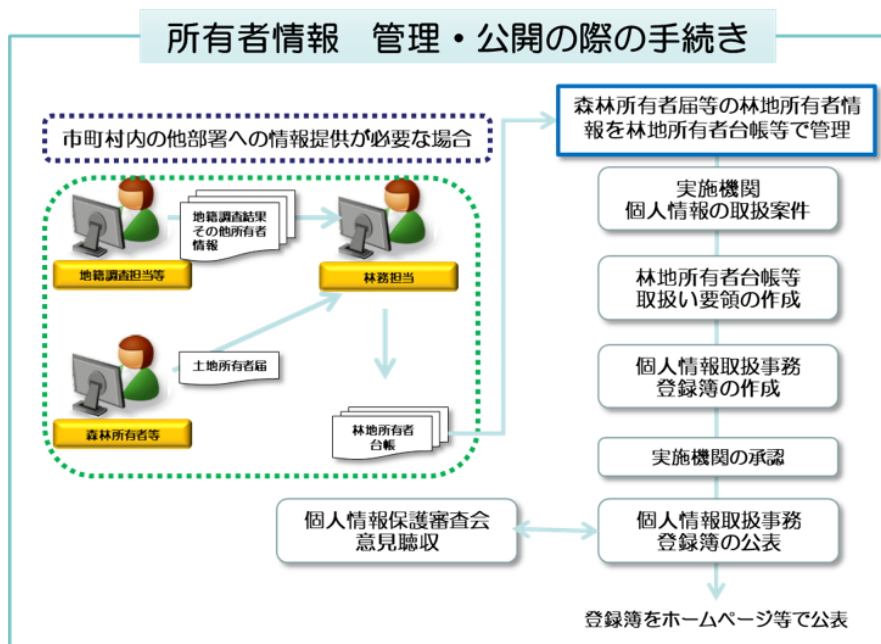 所有者情報　管理・公開の際の手続き
市町村内の他部署への情報提供が必要な場合
地籍調査結果
その他所有者
情報
地籍調査担当等
林務担当
土地所有者届
森林所有者等
林地所有者
台帳
森林所有者届等の林地所有者情
報を林地所有者台帳等で管理
実施機関
個人情報の取扱案件
林地所有者台帳等
取扱い要領の作成
個人情報取扱事務
登録簿の作成
実施機関の承認
個人情報保護審査会
意見聴収
個人情報取扱事務
登録簿の公表
登録簿をホームページ等で公表